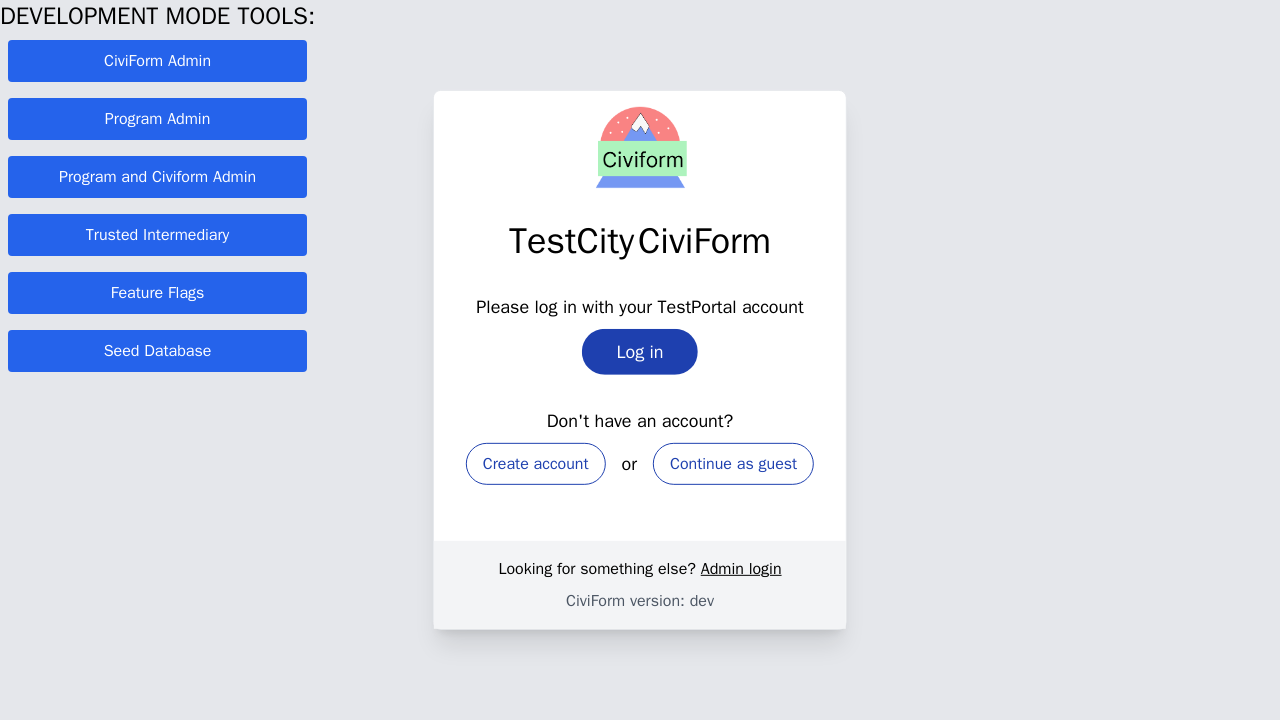 DEVELOPMENT MODE TOOLS:
CiviForm Admin
Program Admin
Program and Civiform Admin
Trusted Intermediary
Feature Flags
Seed Database
Civiform
TestCity CiviForm
Please log in with your TestPortal account
Log in
Don't have an account?
Create account or Continue as guest
Looking for something else? Admin login
CiviForm version: dev